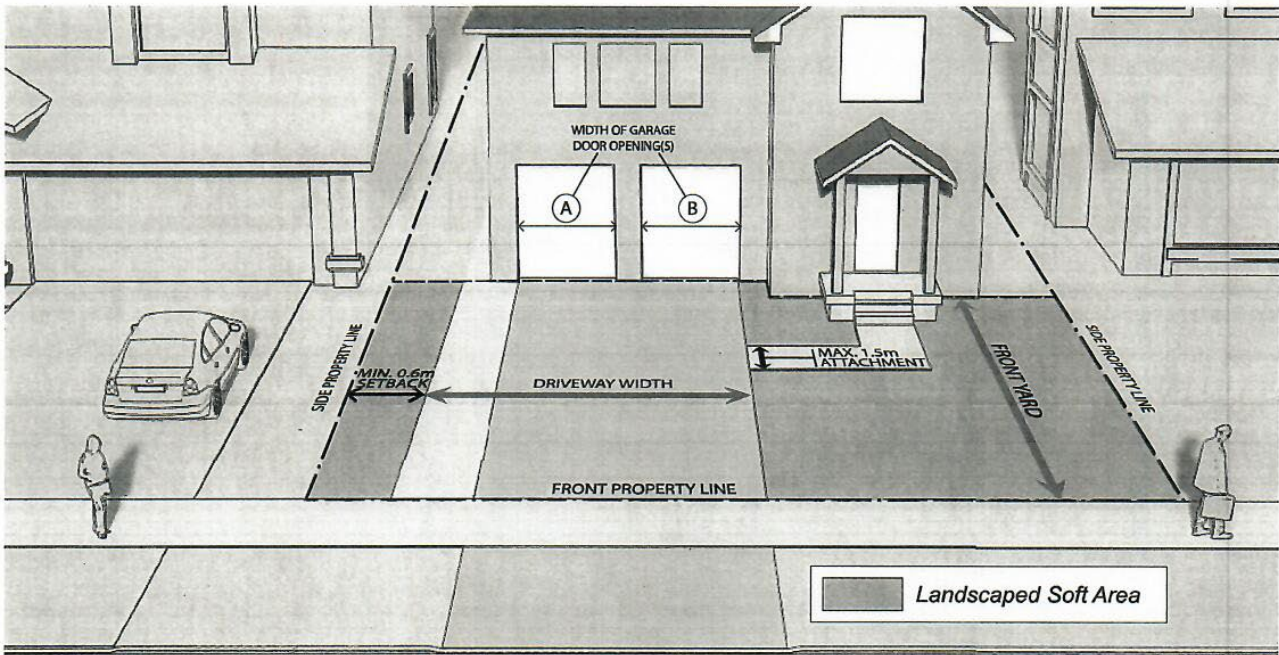 WIDTH OF GARAGE
DOOR OPENING(S)
A
B
SIDE PROPERTY LINE
MIN. 0.6m
SETBACK
DRIVEWAY WIDTH
MAX. 1.5m
ATTACHMENT
FRONT YARD
SIDE PROPERTY LINE
FRONT PROPERTY LINE
Landscaped Soft Area